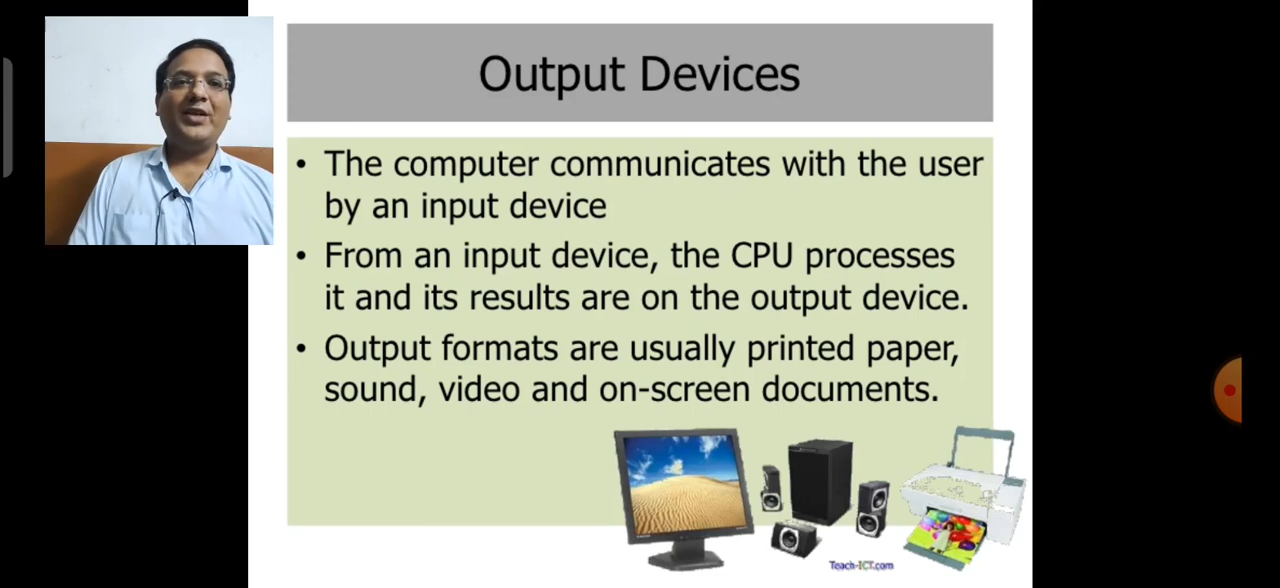 Output Devices
• The computer communicates with the user
by an input device
• From an input device, the CPU processes
it and its results are on the output device.
• Output formats are usually printed paper,
sound, video and on-screen documents.
Teach-ICT.com